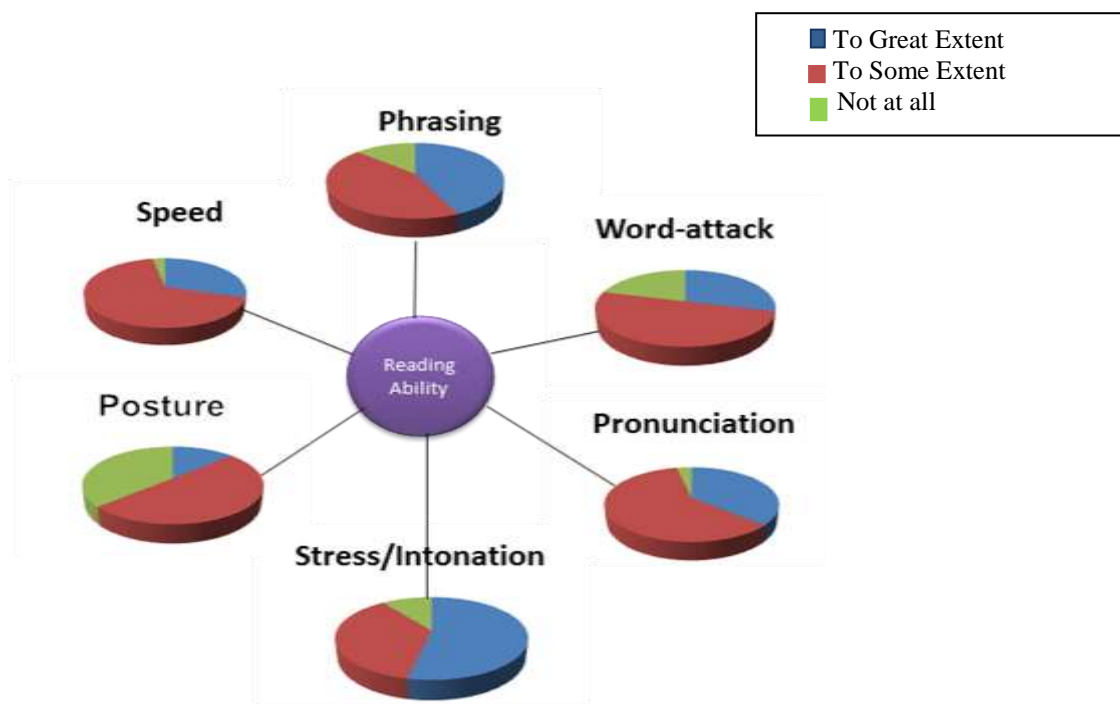 To Great Extent
To Some Extent
Not at all
Phrasing
Speed
Word-attack
Reading
Ability
Posture
Pronunciation
Stress/Intonation